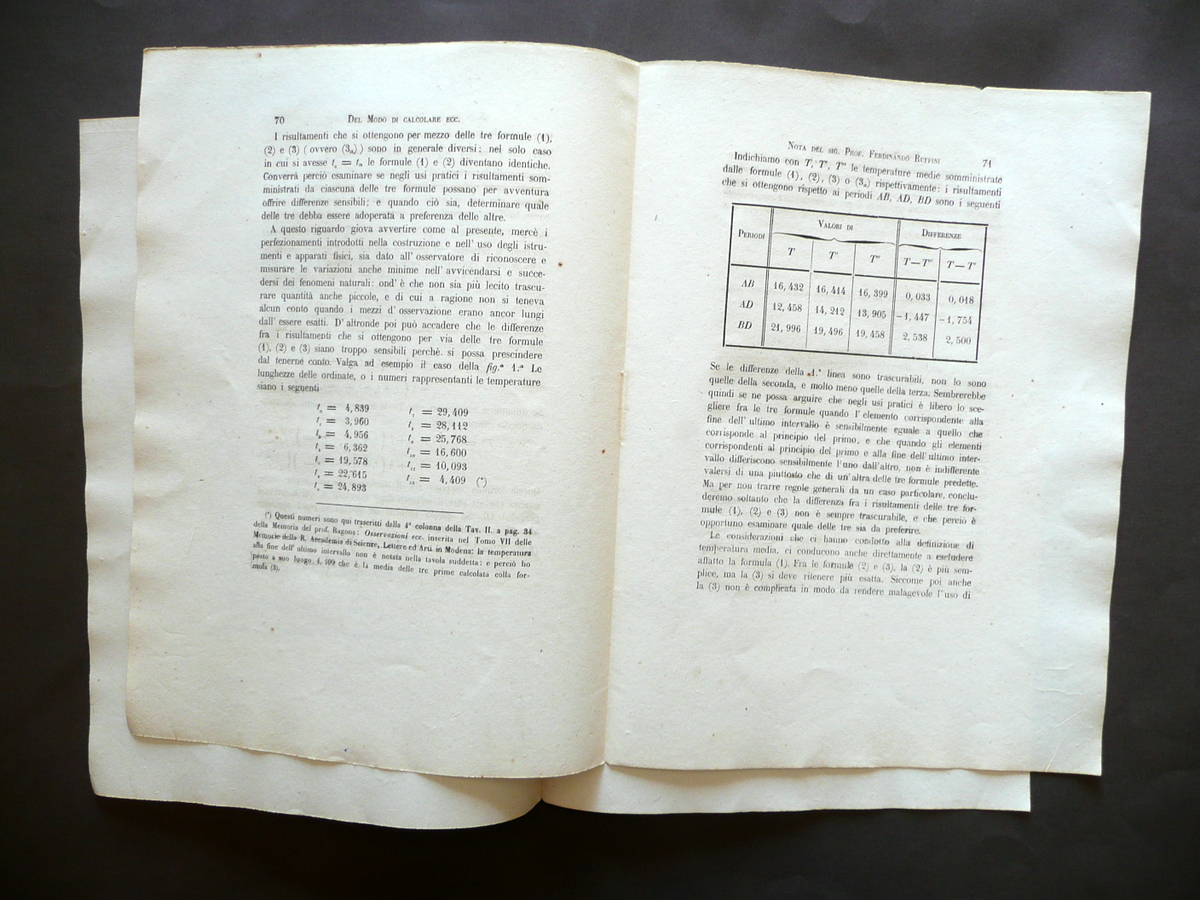 70 DEL MODO DI CALCOLARE ECC.
I risultamenti che si ottengono per mezzo delle tre formule (1),
(2) e (3) (ovvero (3ₐ)) sono in generale diversi: nel solo caso
in cui si avesse t₀ = tₙ le formule (1) e (2) diventano identiche.
Converrà perciò esaminare se negli usi pratici i risultamenti som-
ministrati da ciascuna delle tre formule possano per avventura
offrire differenze sensibili; e quando ciò sia, determinare quale
delle tre debba essere adoperata a preferenza delle altre.
A questo riguardo giova avvertire come al presente, mercè i
perfezionamenti introdotti nella costruzione e nell' uso degli istru-
menti e apparati fisici, sia dato all' osservatore di riconoscere e
misurare le variazioni anche minime nell' avvicendarsi e succe-
dersi dei fenomeni naturali: ond' è che non sia più lecito trascu-
rare quantità anche piccole, e di cui a ragione non si teneva
alcun conto quando i mezzi d' osservazione erano ancor lungi
dall' essere esatti. D' altronde poi può accadere che le differenze
fra i risultamenti che si ottengono per via delle tre formule
(1), (2) e (3) siano troppo sensibili perchè si possa prescindere
dal tenerne conto. Valga ad esempio il caso della fig.ª 1.ª Le
lunghezze delle ordinate, o i numeri rappresentanti le temperature
siano i seguenti
= 4,839 = 29,409
= 3,960 = 28,112
= 4,956 = 25,768
= 6,362 = 16,600
= 19,578 = 10,093
= 22,615 = 4,409 (*)
= 24,893
(*) Questi numeri sono qui trascritti dalla 4ª colonna della Tav. II. a pag. 34
della Memoria del prof. Ragona: Osservazioni ecc. inserita nel Tomo VII delle
Memorie della R. Accademia di Scienze, Lettere ed Arti in Modena: la temperatura
alla fine dell' ultimo intervallo non è notata nella tavola suddetta: e perciò ho
posto a suo luogo 4, 409 che è la media delle tre prime calcolata colla for-
mula (3).
NOTA DEL SIG. PROF. FERDINANDO RUFFINI 71
Indichiamo con T, T', T'' le temperature medie somministrate
dalle formule (1), (2), (3) o (3ₐ) rispettivamente: i risultamenti
che si ottengono rispetto ai periodi AB, AD, BD sono i seguenti
PERIODI VALORI DI DIFFERENZE
T T' T'' T—T'' T—T'
AB 16,432 16,414 16,399 0,033 0,018
AD 12,458 14,212 13,905 –1,447 –1,754
BD 21,996 19,496 19,458 2,538 2,500
Se le differenze della 1.ª linea sono trascurabili, non lo sono
quelle della seconda, e molto meno quelle della terza. Sembrerebbe
quindi se ne possa arguire che negli usi pratici è libero lo sce-
gliere fra le tre formule quando l' elemento corrispondente alla
fine dell' ultimo intervallo è sensibilmente eguale a quello che
corrisponde al principio del primo, e che quando gli elementi
corrispondenti al principio del primo e alla fine dell' ultimo inter-
vallo differiscono sensibilmente l'uno dall'altro, non è indifferente
valersi di una piuttosto che di un'altra delle tre formule predette.
Ma per non trarre regole generali da un caso particolare, conclu-
deremo soltanto che la differenza fra i risultamenti delle tre for-
mule (1), (2) e (3) non è sempre trascurabile, e che perciò è
opportuno esaminare quale delle tre sia da preferire.
Le considerazioni che ci hanno condotto alla definizione di
temperatura media, ci conducono anche direttamente a escludere
affatto la formula (1). Fra le formule (2) e (3), la (2) è più sem-
plice, ma la (3) si deve ritenere più esatta. Siccome poi anche
la (3) non è complicata in modo da rendere malagevole l'uso di